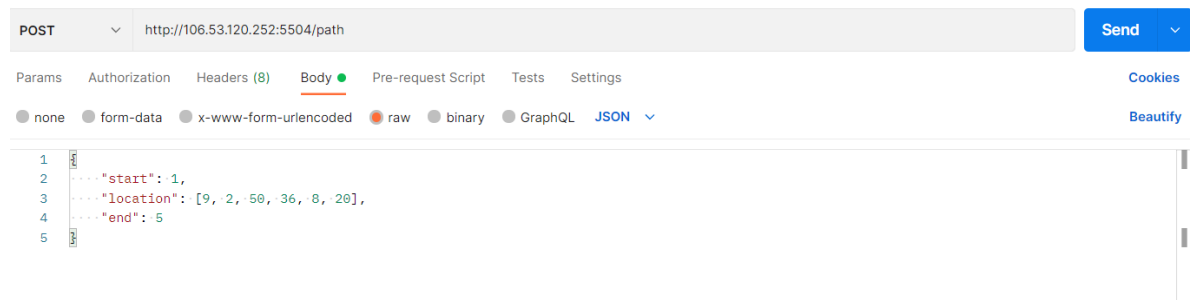 POST http://106.53.120.252:5504/path Send
Params Authorization Headers (8) Body Pre-request Script Tests Settings Cookies
none form-data x-www-form-urlencoded raw binary GraphQL JSON Beautify
1 {
2 ····"start":·1,
3 ····"location":·[9,·2,·50,·36,·8,·20],
4 ····"end":·5
5 }